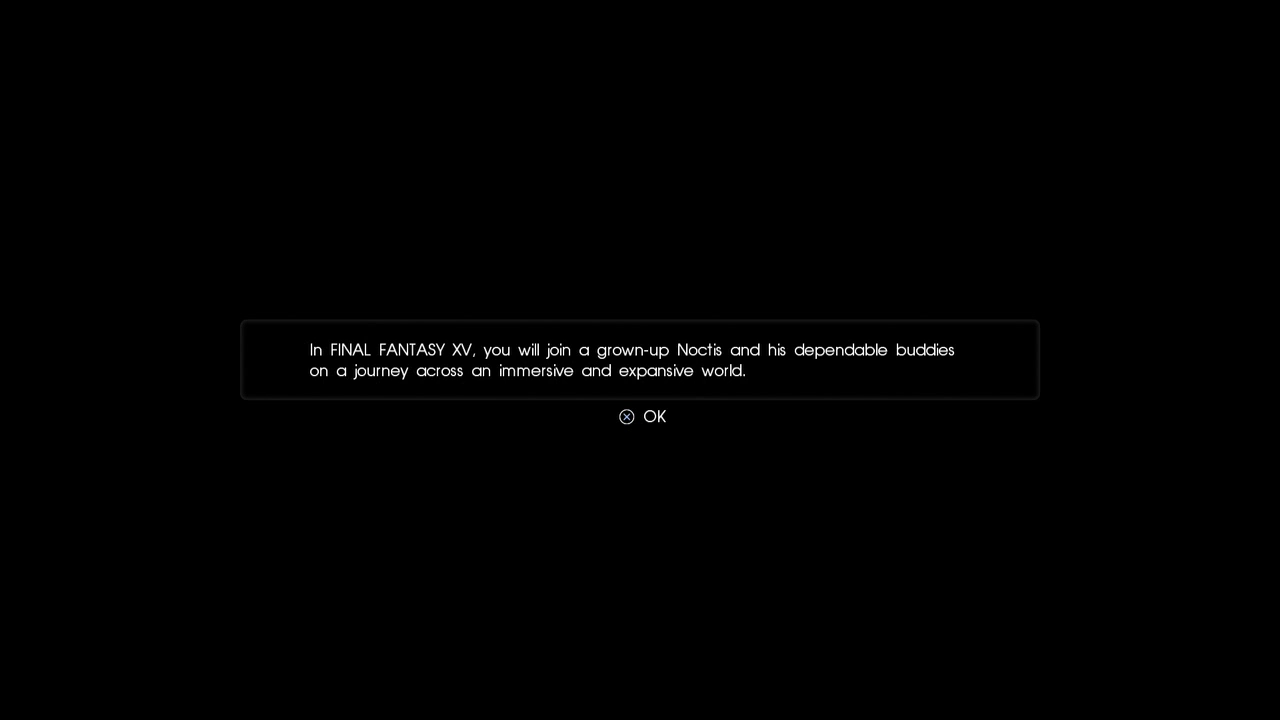 In FINAL FANTASY XV, you will join a grown-up Noctis and his dependable buddies
on a journey across an immersive and expansive world.
OK